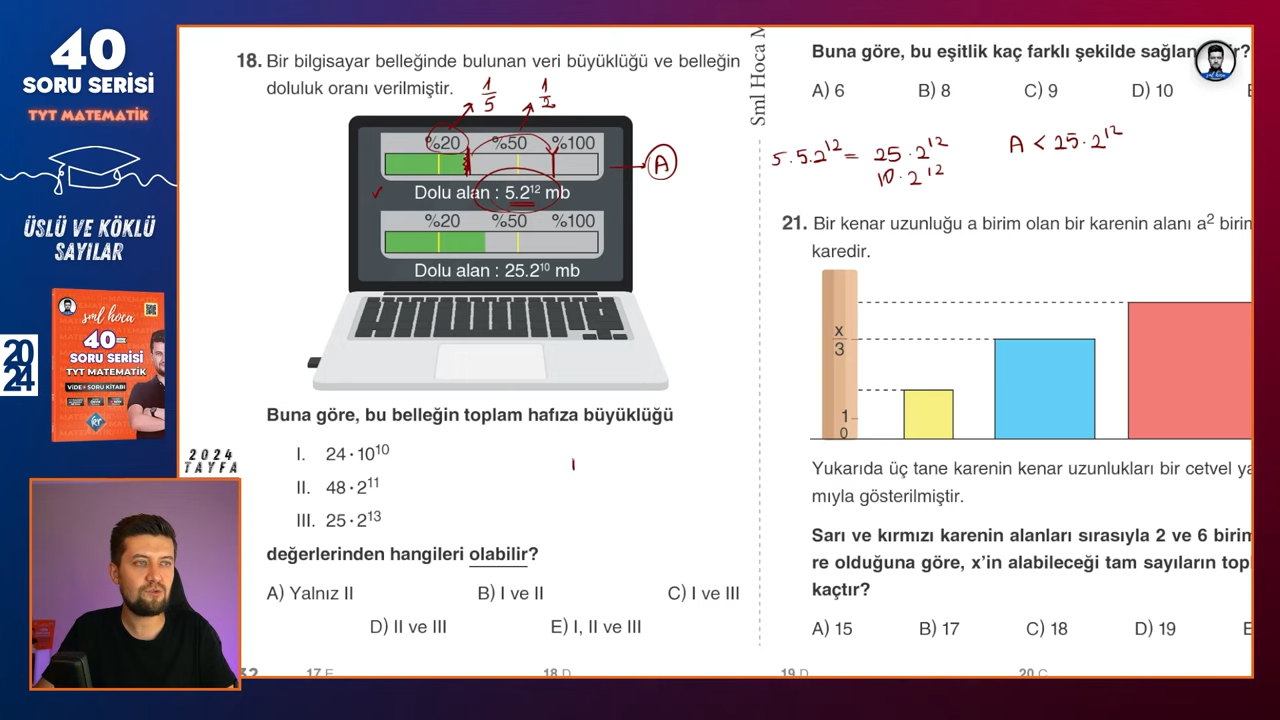 40
SORU SERİSİ
TYT MATEMATİK
ÜSLÜ VE KÖKLÜ
SAYILAR
sml hoca
40
SORU SERİSİ
TYT MATEMATİK
VİDEO SORU KİTABI
KR
2024
2024
TAYFA
18. Bir bilgisayar belleğinde bulunan veri büyüklüğü ve belleğin
doluluk oranı verilmiştir.
1/5 1/2
%20 %50 %100
A
Dolu alan : 5.2¹² mb
%20 %50 %100
Dolu alan : 25.2¹⁰ mb
Buna göre, bu belleğin toplam hafıza büyüklüğü
I. 24 · 10¹⁰
II. 48 · 2¹¹
III. 25 · 2¹³
değerlerinden hangileri olabilir?
A) Yalnız II B) I ve II C) I ve III
D) II ve III E) I, II ve III
17.E 18.D 19.D 20.C
Sml Hoca M
Buna göre, bu eşitlik kaç farklı şekilde sağlan
A) 6 B) 8 C) 9 D) 10
5.5.2¹² = 25.2¹² A < 25.2¹²
10.2¹²
21. Bir kenar uzunluğu a birim olan bir karenin alanı a² birim
karedir.
x/3
1
0
Yukarıda üç tane karenin kenar uzunlukları bir cetvel ya
mıyla gösterilmiştir.
Sarı ve kırmızı karenin alanları sırasıyla 2 ve 6 birim
re olduğuna göre, x'in alabileceği tam sayıların top
kaçtır?
A) 15 B) 17 C) 18 D) 19